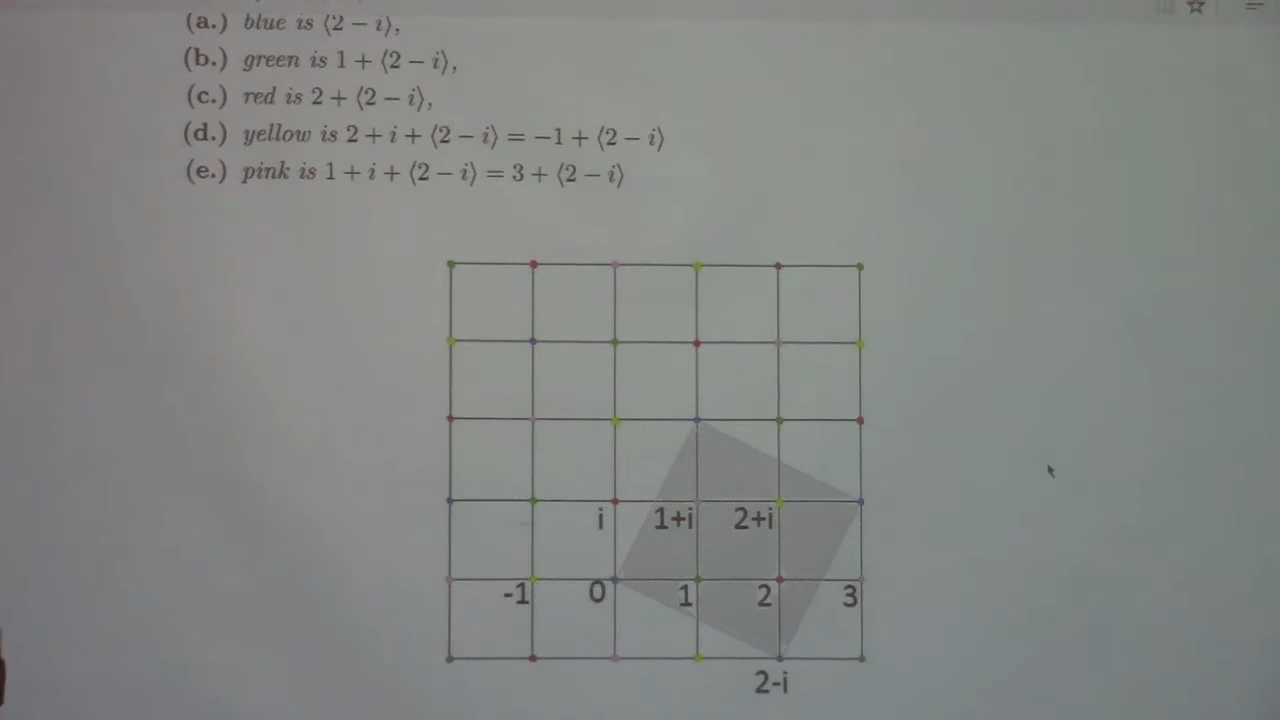 (a.) blue is ⟨2 − i⟩,
(b.) green is 1 + ⟨2 − i⟩,
(c.) red is 2 + ⟨2 − i⟩,
(d.) yellow is 2 + i + ⟨2 − i⟩ = −1 + ⟨2 − i⟩
(e.) pink is 1 + i + ⟨2 − i⟩ = 3 + ⟨2 − i⟩
i 1+i 2+i
-1 0 1 2 3
2-i